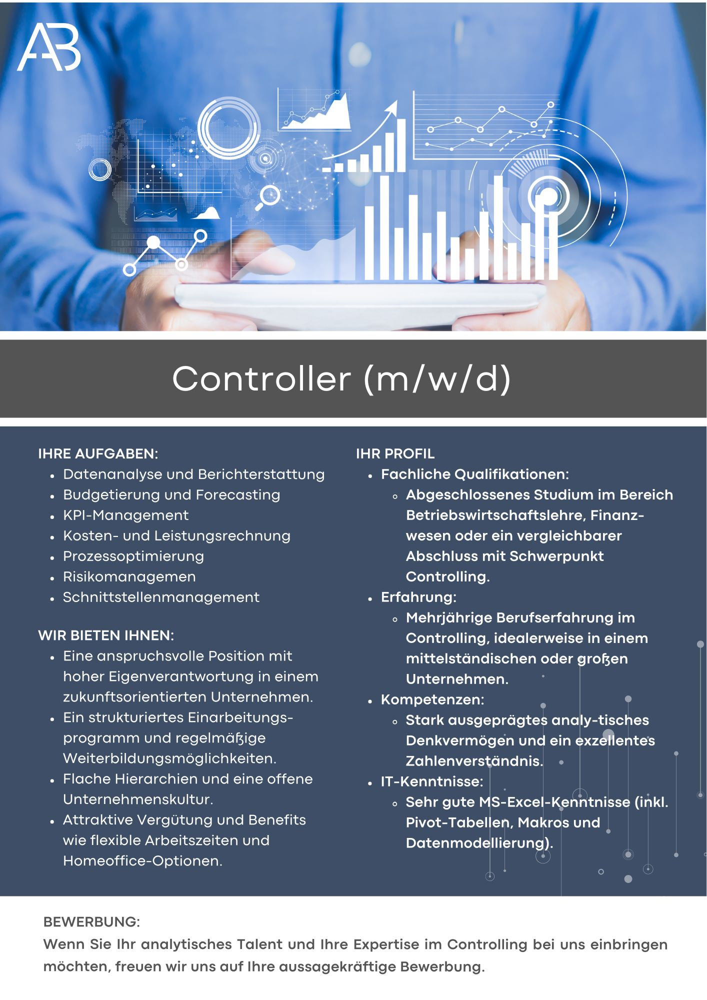 AB
Controller (m/w/d)
IHRE AUFGABEN:
• Datenanalyse und Berichterstattung
• Budgetierung und Forecasting
• KPI-Management
• Kosten- und Leistungsrechnung
• Prozessoptimierung
• Risikomanagemen
• Schnittstellenmanagement
WIR BIETEN IHNEN:
• Eine anspruchsvolle Position mit
hoher Eigenverantwortung in einem
zukunftsorientierten Unternehmen.
• Ein strukturiertes Einarbeitungs-
programm und regelmäßige
Weiterbildungsmöglichkeiten.
• Flache Hierarchien und eine offene
Unternehmenskultur.
• Attraktive Vergütung und Benefits
wie flexible Arbeitszeiten und
Homeoffice-Optionen.
IHR PROFIL
• Fachliche Qualifikationen:
◦ Abgeschlossenes Studium im Bereich
Betriebswirtschaftslehre, Finanz-
wesen oder ein vergleichbarer
Abschluss mit Schwerpunkt
Controlling.
• Erfahrung:
◦ Mehrjährige Berufserfahrung im
Controlling, idealerweise in einem
mittelständischen oder großen
Unternehmen.
• Kompetenzen:
◦ Stark ausgeprägtes analy-tisches
Denkvermögen und ein exzellentes
Zahlenverständnis.
• IT-Kenntnisse:
◦ Sehr gute MS-Excel-Kenntnisse (inkl.
Pivot-Tabellen, Makros und
Datenmodellierung).
BEWERBUNG:
Wenn Sie Ihr analytisches Talent und Ihre Expertise im Controlling bei uns einbringen
möchten, freuen wir uns auf Ihre aussagekräftige Bewerbung.